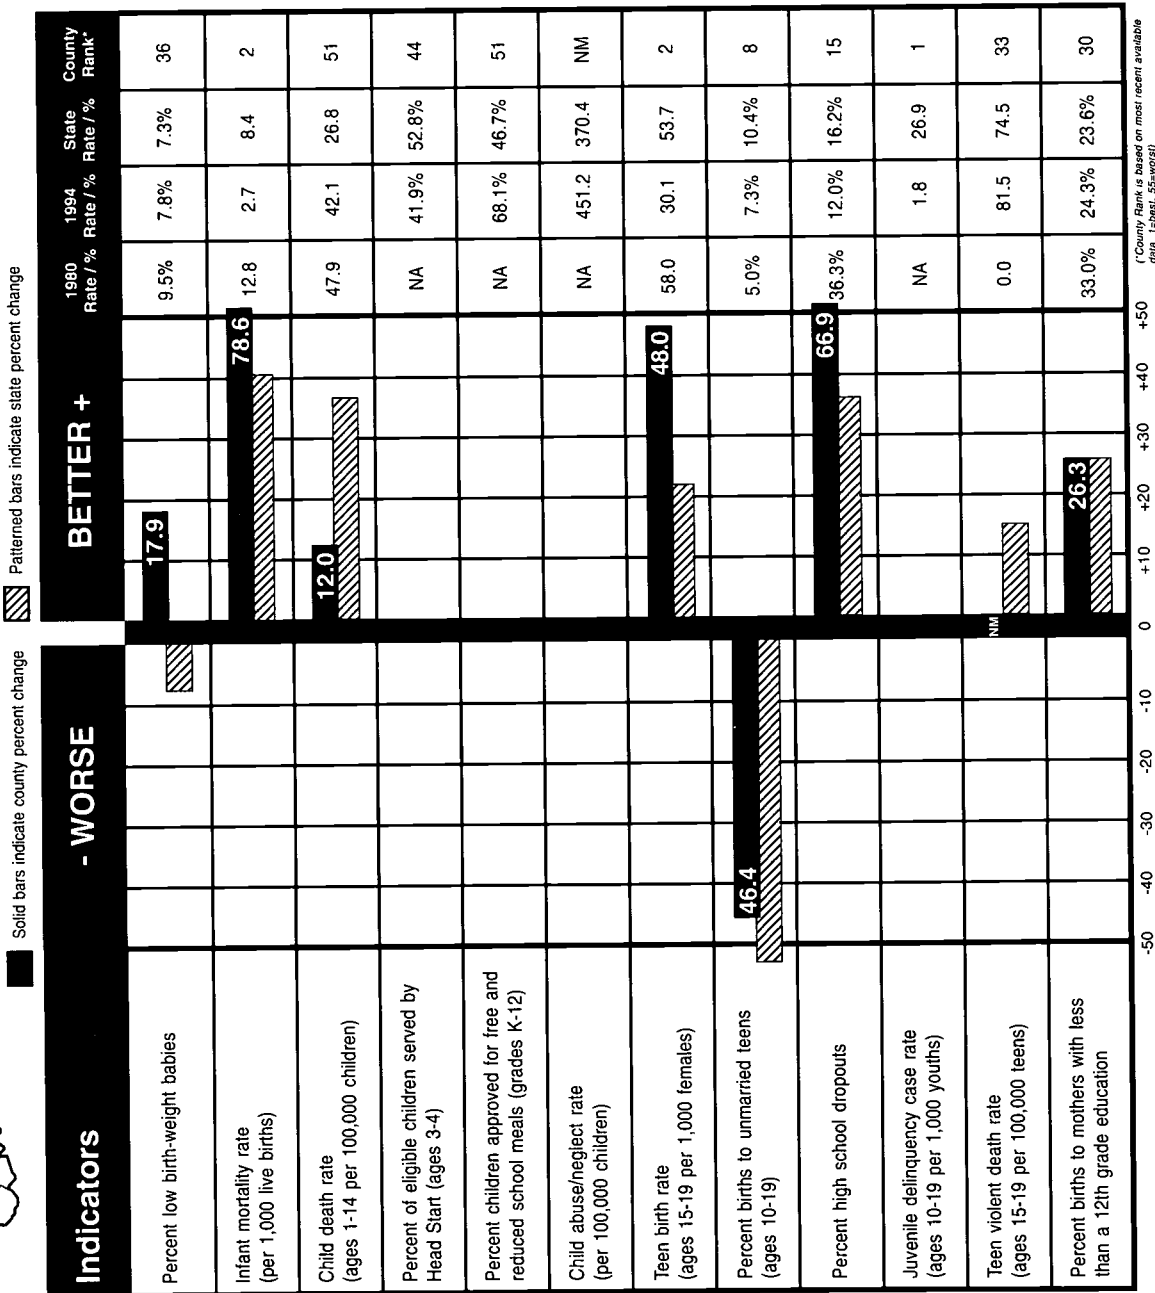 Solid bars indicate county percent change
Patterned bars indicate state percent change
Indicators
- WORSE
BETTER +
1980
Rate / %
1994
Rate / %
State
Rate / %
County
Rank*
Percent low birth-weight babies
17.9
9.5%
7.8%
7.3%
36
Infant mortality rate
(per 1,000 live births)
78.6
12.8
2.7
8.4
2
Child death rate
(ages 1-14 per 100,000 children)
12.0
47.9
42.1
26.8
51
Percent of eligible children served by
Head Start (ages 3-4)
NA
41.9%
52.8%
44
Percent children approved for free and
reduced school meals (grades K-12)
NA
68.1%
46.7%
51
Child abuse/neglect rate
(per 100,000 children)
NA
451.2
370.4
NM
Teen birth rate
(ages 15-19 per 1,000 females)
48.0
58.0
30.1
53.7
2
Percent births to unmarried teens
(ages 10-19)
46.4
5.0%
7.3%
10.4%
8
Percent high school dropouts
66.9
36.3%
12.0%
16.2%
15
Juvenile delinquency case rate
(ages 10-19 per 1,000 youths)
NA
1.8
26.9
1
Teen violent death rate
(ages 15-19 per 100,000 teens)
NM
0.0
81.5
74.5
33
Percent births to mothers with less
than a 12th grade education
26.3
33.0%
24.3%
23.6%
30
-50
-40
-30
-20
-10
0
+10
+20
+30
+40
+50
(*County Rank is based on most recent available
data. 1=best, 55=worst)